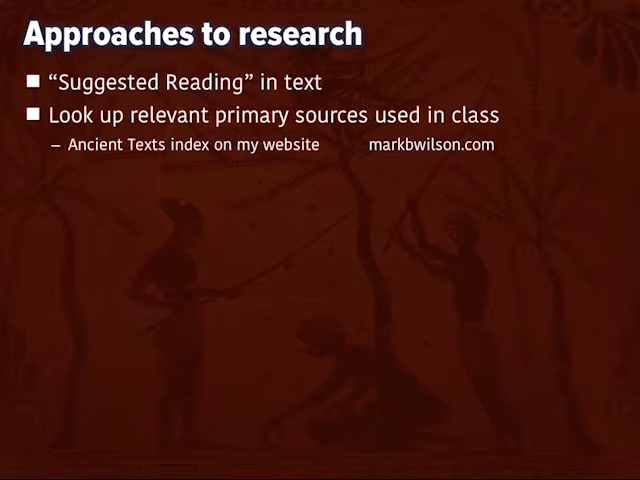 Approaches to research
■ “Suggested Reading” in text
■ Look up relevant primary sources used in class
– Ancient Texts index on my website markbwilson.com